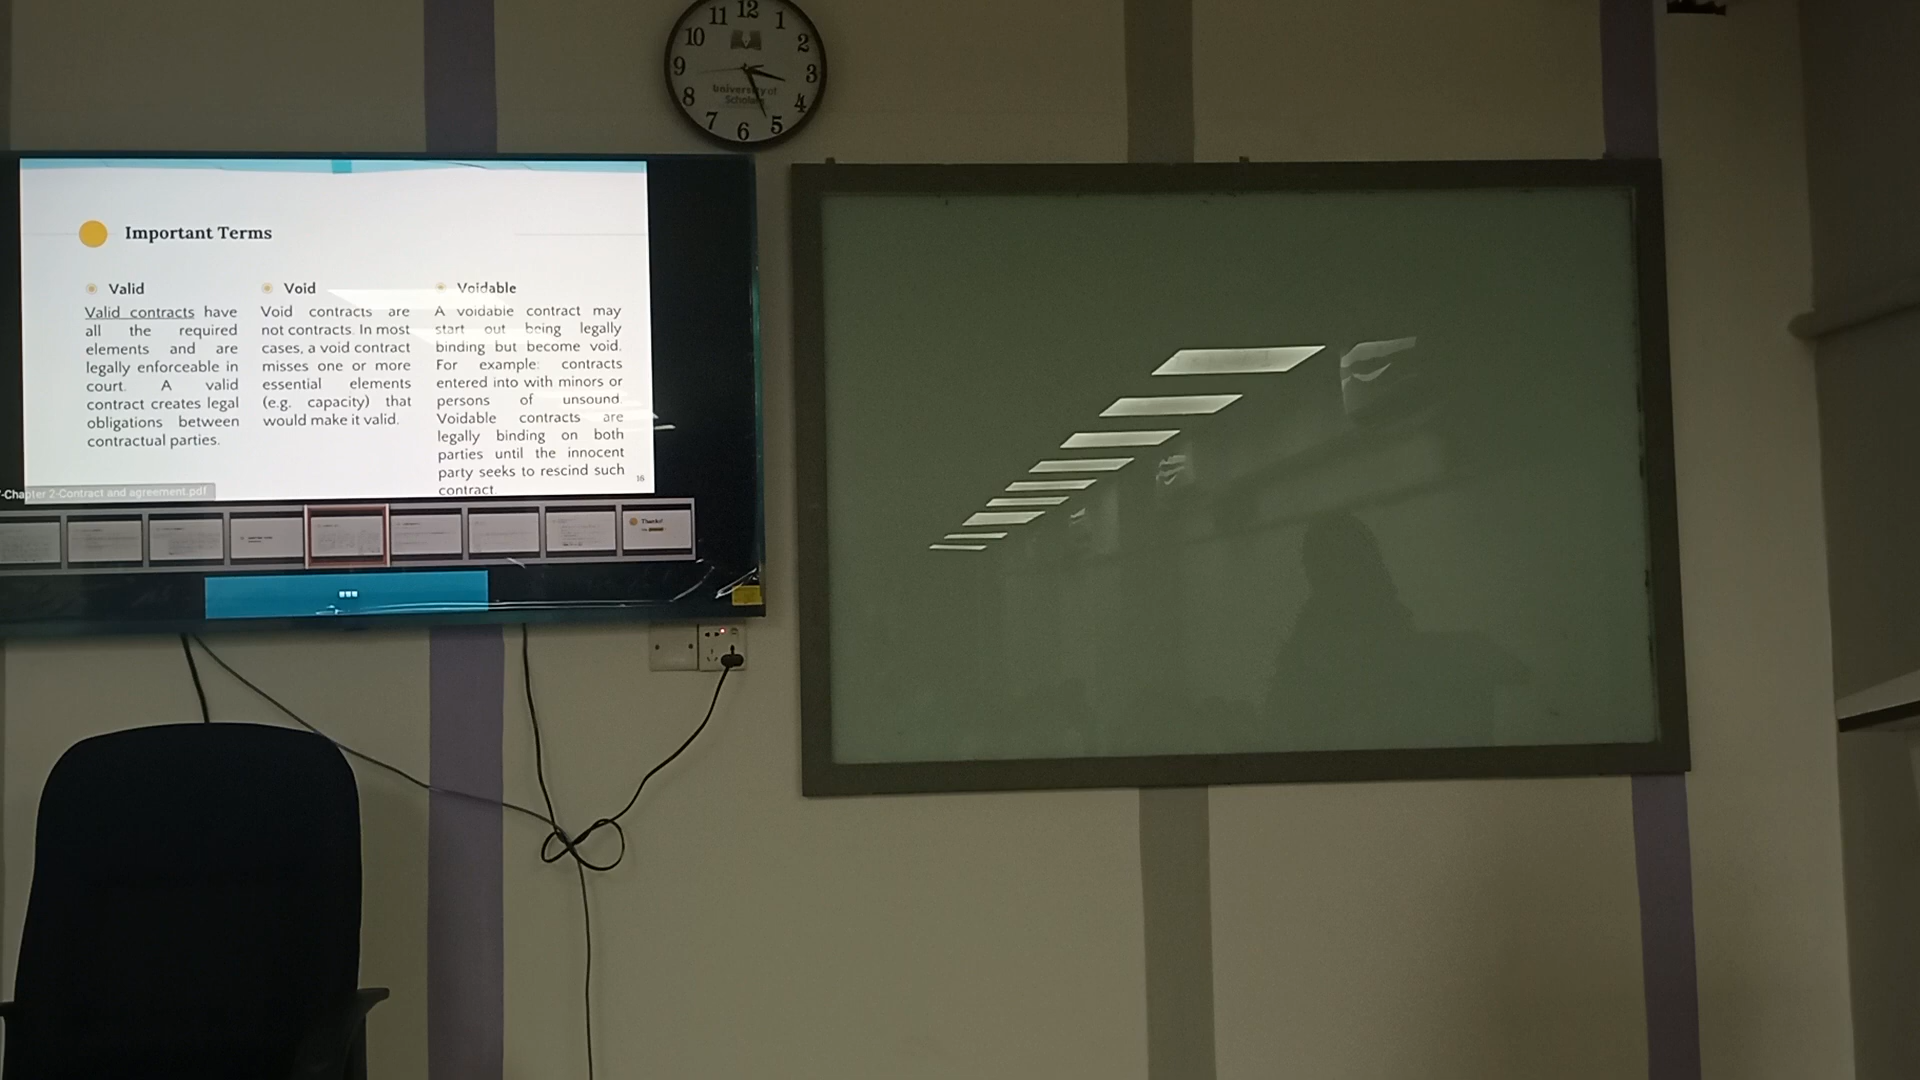 11 12 1
10 2
9 3
8 4
7 6 5
University of
Scholars
Important Terms
Valid
Valid contracts have
all the required
elements and are
legally enforceable in
court. A valid
contract creates legal
obligations between
contractual parties.
Void
Void contracts are
not contracts. In most
cases, a void contract
misses one or more
essential elements
(e.g. capacity) that
would make it valid.
Voidable
A voidable contract may
start out being legally
binding but become void.
For example: contracts
entered into with minors or
persons of unsound.
Voidable contracts are
legally binding on both
parties until the innocent
party seeks to rescind such
contract.
16
-Chapter 2-Contract and agreement.pdf
Thanks!